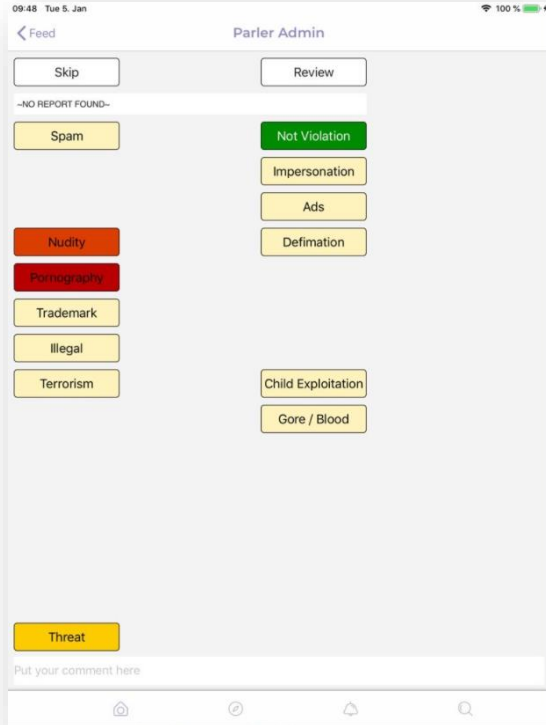 09:48 Tue 5. Jan 100 %
Feed Parler Admin
Skip Review
~NO REPORT FOUND~
Spam Not Violation
Impersonation
Ads
Nudity Defimation
Pornography
Trademark
Illegal
Terrorism Child Exploitation
Gore / Blood
Threat
Put your comment here